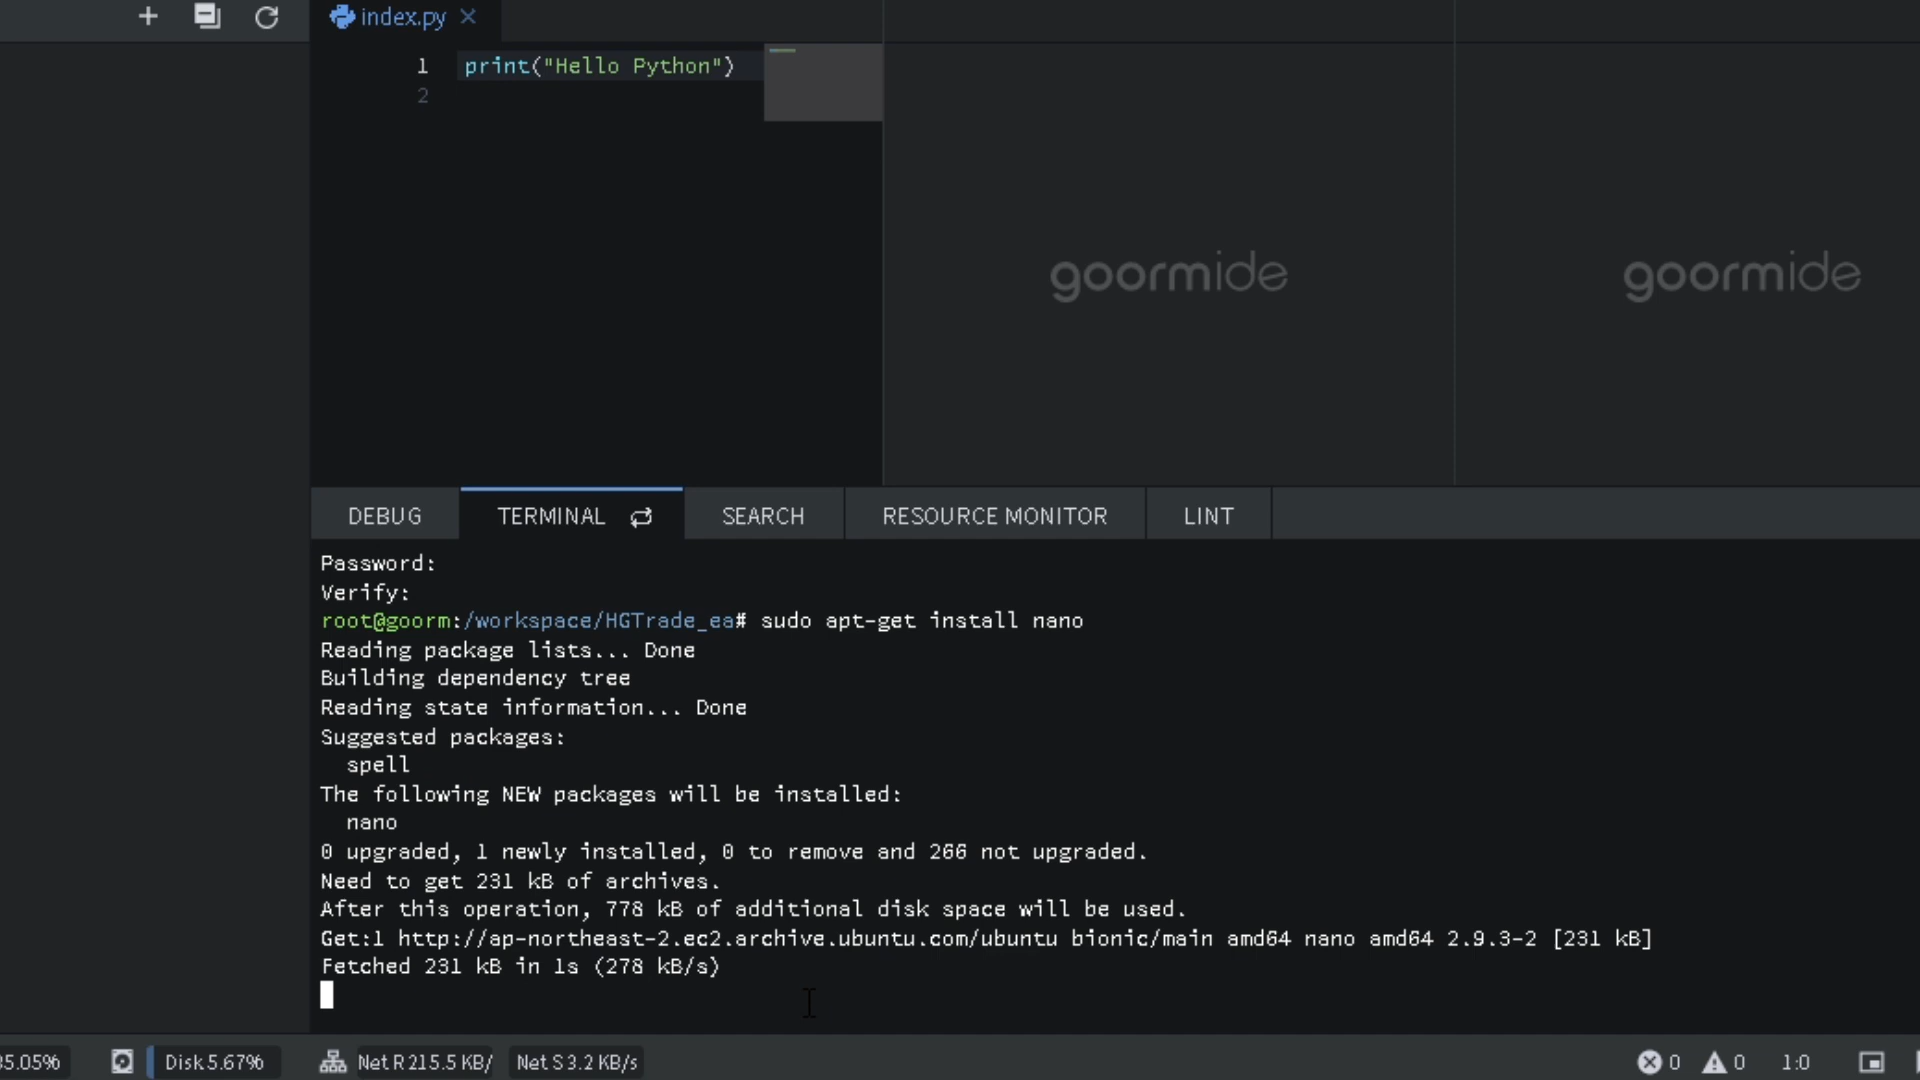 index.py
1 print("Hello Python")
2
goormide
goormide
DEBUG TERMINAL SEARCH RESOURCE MONITOR LINT
Password:
Verify:
root@goorm:/workspace/HGTrade_ea# sudo apt-get install nano
Reading package lists... Done
Building dependency tree
Reading state information... Done
Suggested packages:
spell
The following NEW packages will be installed:
nano
0 upgraded, 1 newly installed, 0 to remove and 266 not upgraded.
Need to get 231 kB of archives.
After this operation, 778 kB of additional disk space will be used.
Get:1 http://ap-northeast-2.ec2.archive.ubuntu.com/ubuntu bionic/main amd64 nano amd64 2.9.3-2 [231 kB]
Fetched 231 kB in 1s (278 kB/s)
5.05% Disk 5.67% Net R 215.5 KB/ Net S 3.2 KB/s 0 0 1:0